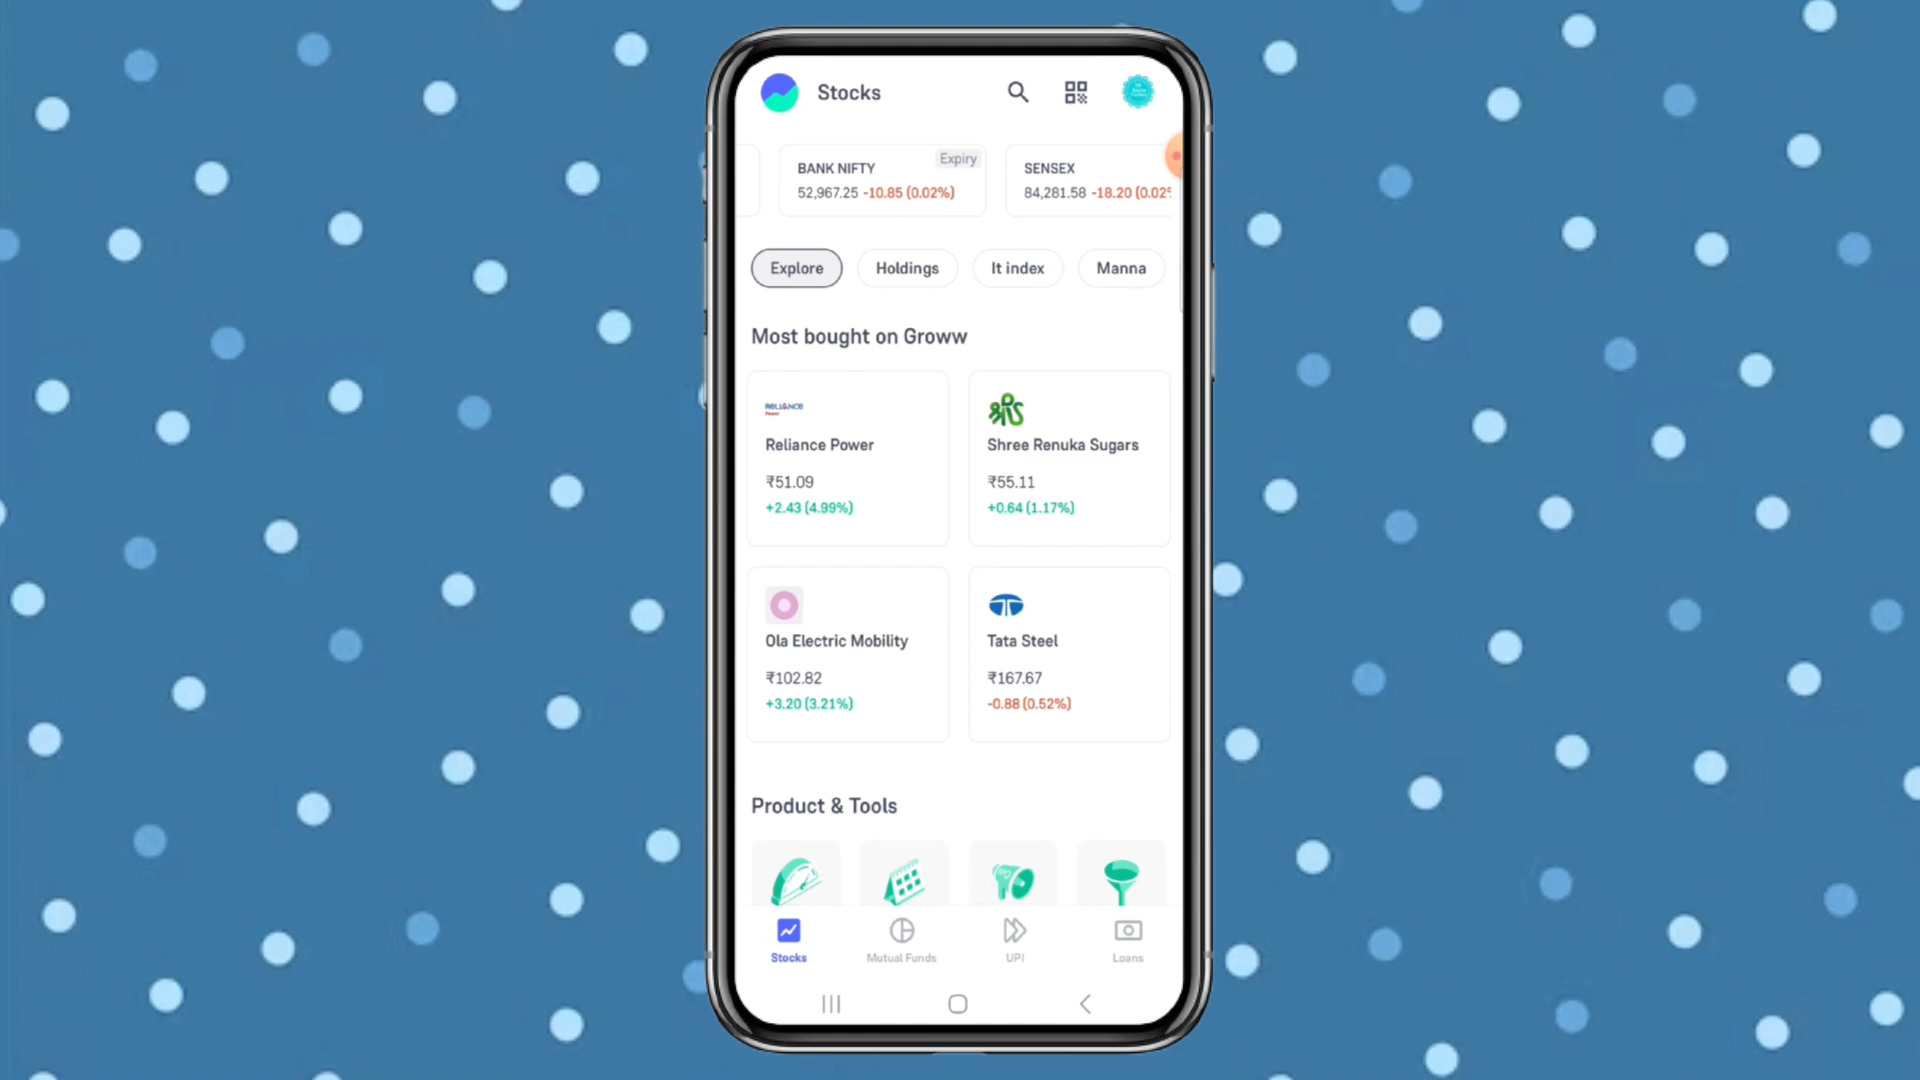 Stocks
BANK NIFTY
Expiry
52,967.25 -10.85 (0.02%)
SENSEX
84,281.58 -18.20 (0.02
Explore
Holdings
It index
Manna
Most bought on Groww
RELIANCE
Power
Reliance Power
₹51.09
+2.43 (4.99%)
श्री
Shree Renuka Sugars
₹55.11
+0.64 (1.17%)
Ola Electric Mobility
₹102.82
+3.20 (3.21%)
Tata Steel
₹167.67
-0.88 (0.52%)
Product & Tools
Stocks
Mutual Funds
UPI
Loans